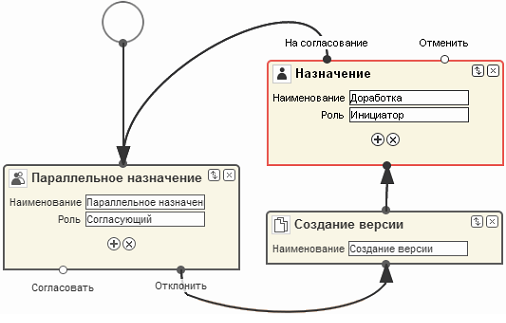 На согласование
Отменить
Назначение
Наименование Доработка
Роль Инициатор
Параллельное назначение
Наименование Параллельное назначен
Роль Согласующий
Создание версии
Наименование Создание версии
Согласовать
Отклонить